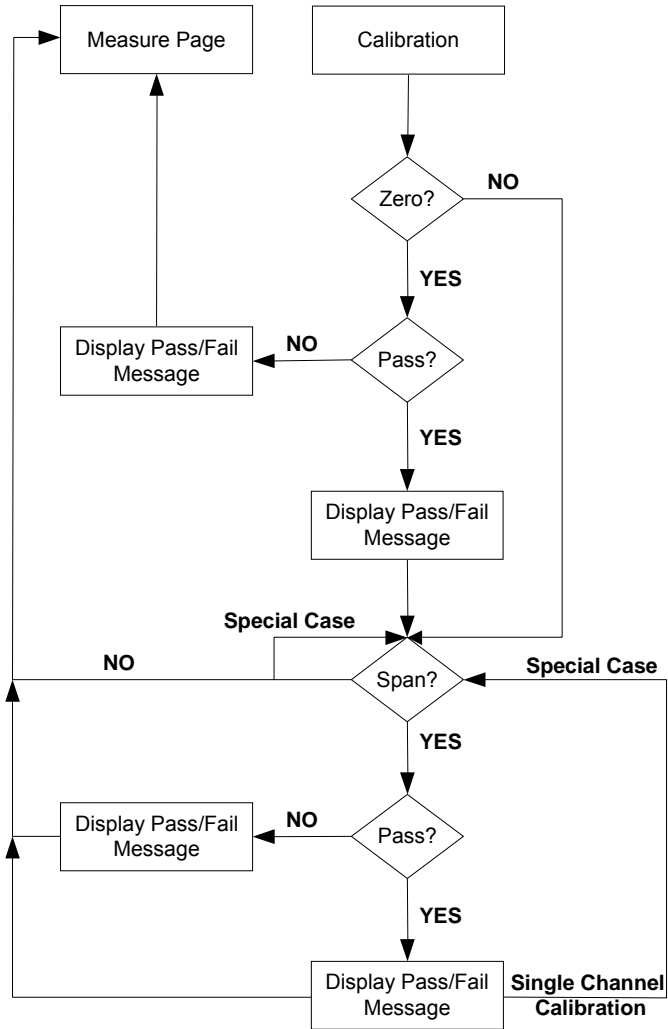 Measure Page
Calibration
Zero?
NO
YES
Display Pass/Fail
Message
NO
Pass?
YES
Display Pass/Fail
Message
Special Case
NO
Span?
Special Case
YES
Display Pass/Fail
Message
NO
Pass?
YES
Display Pass/Fail
Message
Single Channel
Calibration